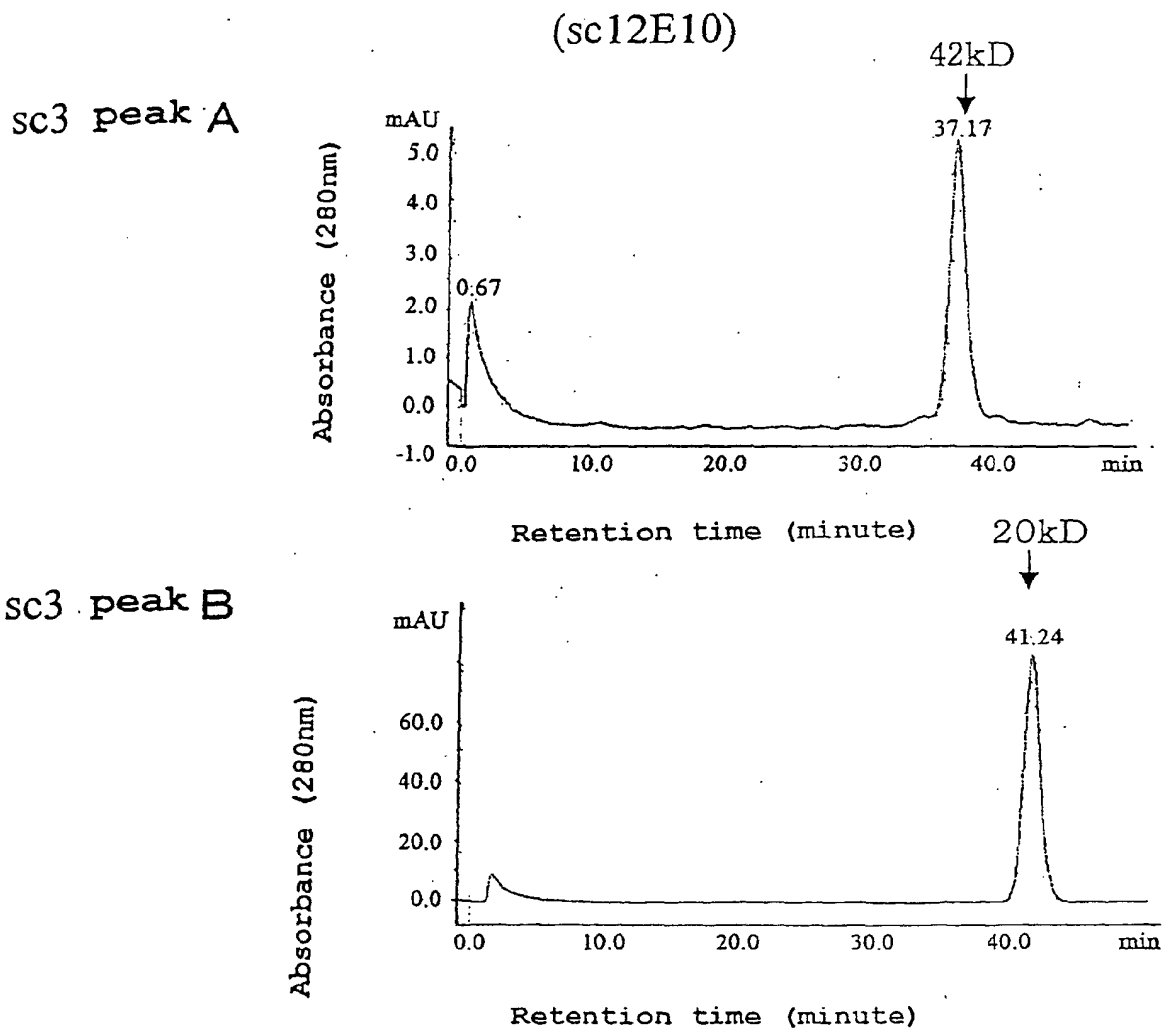 (sc12E10)
42kD
sc3 peak A
mAU
37.17
5.0
4.0
3.0
2.0
1.0
0.0
-1.0
0.67
Absorbance (280nm)
0.0 10.0 20.0 30.0 40.0 min
Retention time (minute)
20kD
sc3 peak B
mAU
41.24
60.0
40.0
20.0
0.0
Absorbance (280nm)
0.0 10.0 20.0 30.0 40.0 min
Retention time (minute)